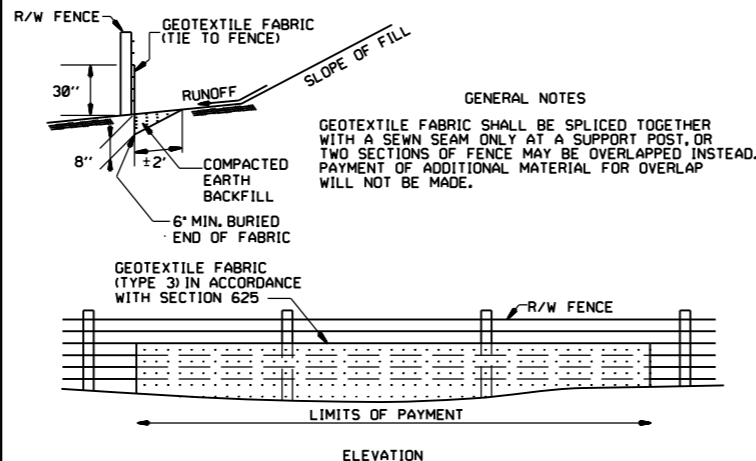 R/W FENCE
GEOTEXTILE FABRIC
(TIE TO FENCE)
30"
RUNOFF
SLOPE OF FILL
8"
±2'
COMPACTED
EARTH
BACKFILL
6" MIN. BURIED
END OF FABRIC
GENERAL NOTES
GEOTEXTILE FABRIC SHALL BE SPLICED TOGETHER
WITH A SEWN SEAM ONLY AT A SUPPORT POST, OR
TWO SECTIONS OF FENCE MAY BE OVERLAPPED INSTEAD.
PAYMENT OF ADDITIONAL MATERIAL FOR OVERLAP
WILL NOT BE MADE.
GEOTEXTILE FABRIC
(TYPE 3) IN ACCORDANCE
WITH SECTION 625
R/W FENCE
LIMITS OF PAYMENT
ELEVATION